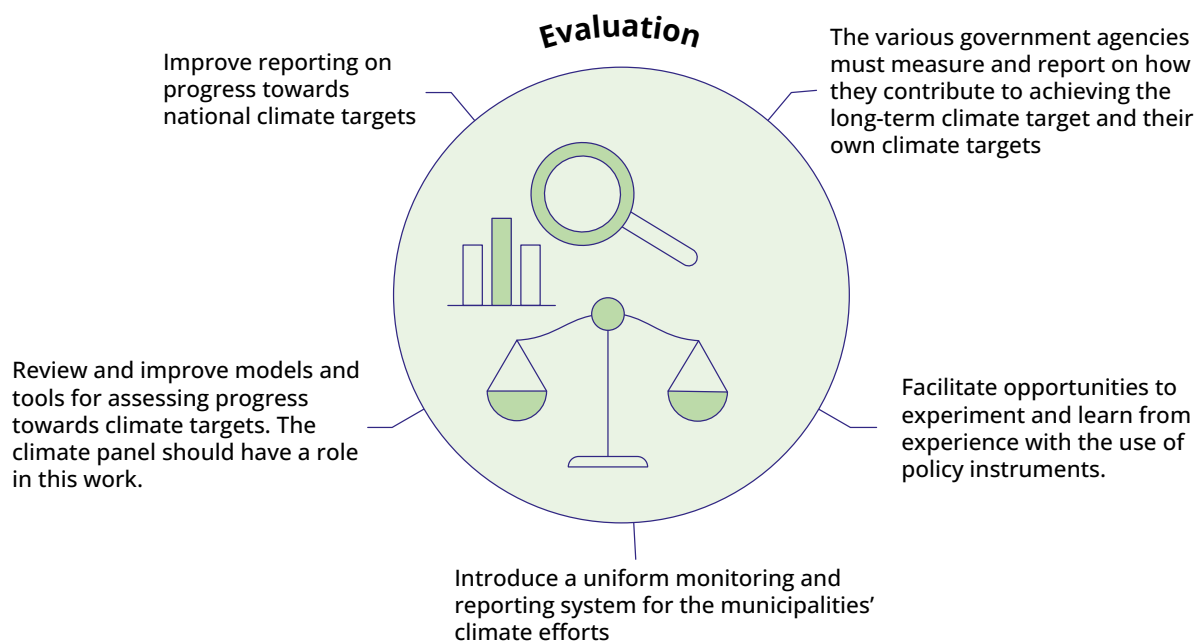 Evaluation
Improve reporting on
progress towards
national climate targets
The various government agencies
must measure and report on how
they contribute to achieving the
long-term climate target and their
own climate targets
Review and improve models and
tools for assessing progress
towards climate targets. The
climate panel should have a role
in this work.
Facilitate opportunities to
experiment and learn from
experience with the use of
policy instruments.
Introduce a uniform monitoring and
reporting system for the municipalities’
climate efforts